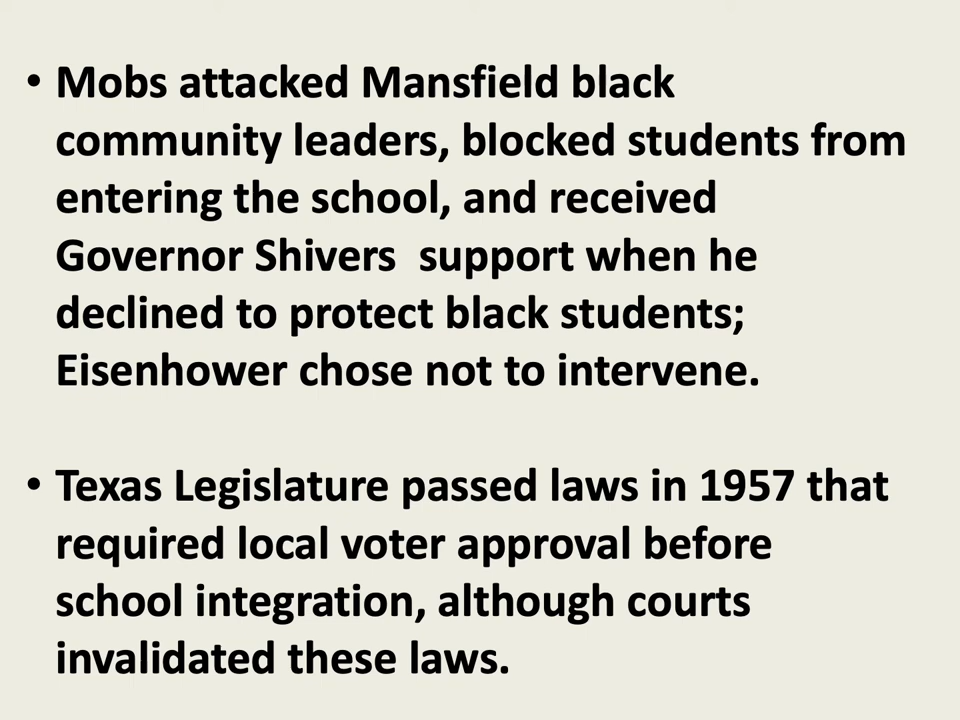 • Mobs attacked Mansfield black
community leaders, blocked students from
entering the school, and received
Governor Shivers  support when he
declined to protect black students;
Eisenhower chose not to intervene.
• Texas Legislature passed laws in 1957 that
required local voter approval before
school integration, although courts
invalidated these laws.